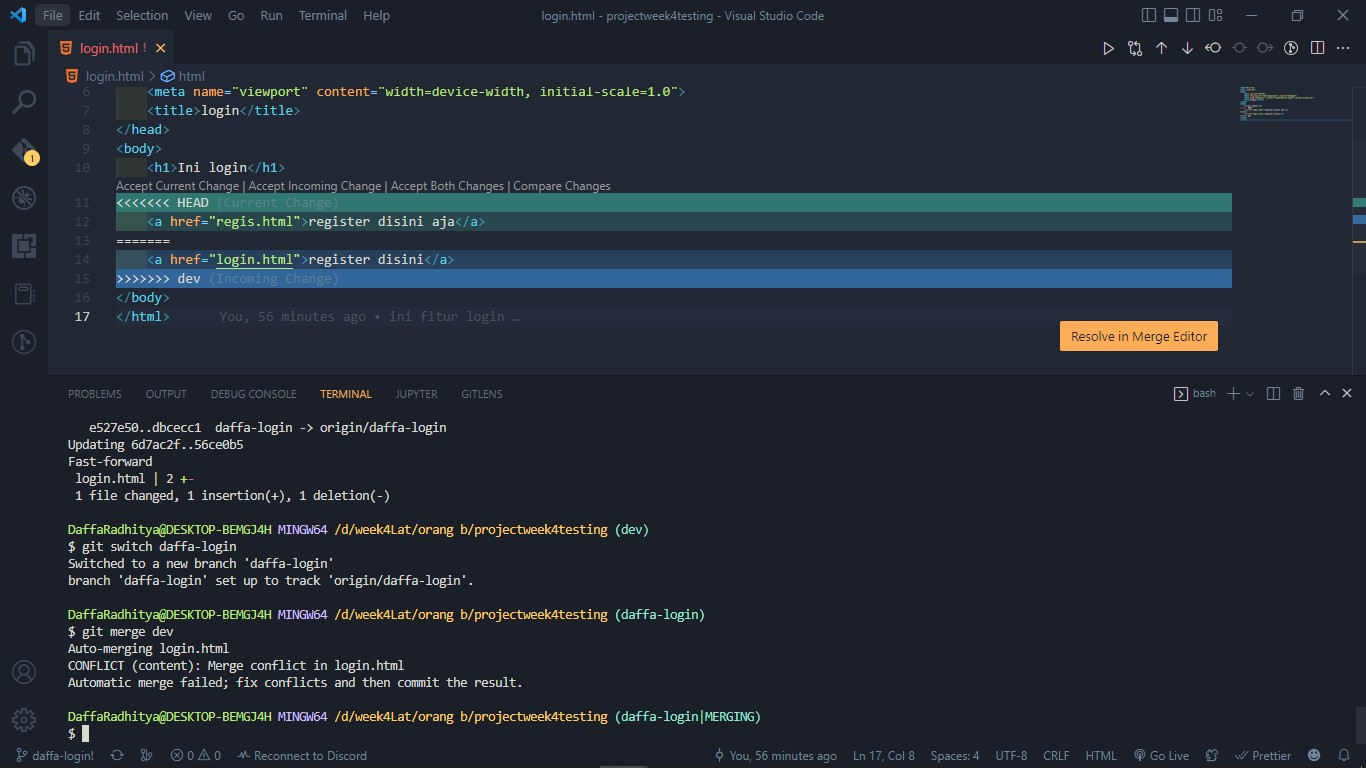 File Edit Selection View Go Run Terminal Help login.html - projectweek4testing - Visual Studio Code
login.html !
login.html > html
6 <meta name="viewport" content="width=device-width, initial-scale=1.0">
7 <title>login</title>
8 </head>
9 <body>
10 <h1>Ini login</h1>
Accept Current Change | Accept Incoming Change | Accept Both Changes | Compare Changes
11 <<<<<<< HEAD (Current Change)
12 <a href="regis.html">register disini aja</a>
13 =======
14 <a href="login.html">register disini</a>
15 >>>>>>> dev (Incoming Change)
16 </body>
17 </html> You, 56 minutes ago • ini fitur login …
Resolve in Merge Editor
PROBLEMS OUTPUT DEBUG CONSOLE TERMINAL JUPYTER GITLENS bash
e527e50..dbcecc1 daffa-login -> origin/daffa-login
Updating 6d7ac2f..56ce0b5
Fast-forward
login.html | 2 +-
1 file changed, 1 insertion(+), 1 deletion(-)
DaffaRadhitya@DESKTOP-BEMGJ4H MINGW64 /d/week4Lat/orang b/projectweek4testing (dev)
$ git switch daffa-login
Switched to a new branch 'daffa-login'
branch 'daffa-login' set up to track 'origin/daffa-login'.
DaffaRadhitya@DESKTOP-BEMGJ4H MINGW64 /d/week4Lat/orang b/projectweek4testing (daffa-login)
$ git merge dev
Auto-merging login.html
CONFLICT (content): Merge conflict in login.html
Automatic merge failed; fix conflicts and then commit the result.
DaffaRadhitya@DESKTOP-BEMGJ4H MINGW64 /d/week4Lat/orang b/projectweek4testing (daffa-login|MERGING)
$
1
daffa-login! 0 0 Reconnect to Discord You, 56 minutes ago Ln 17, Col 8 Spaces: 4 UTF-8 CRLF HTML Go Live Prettier